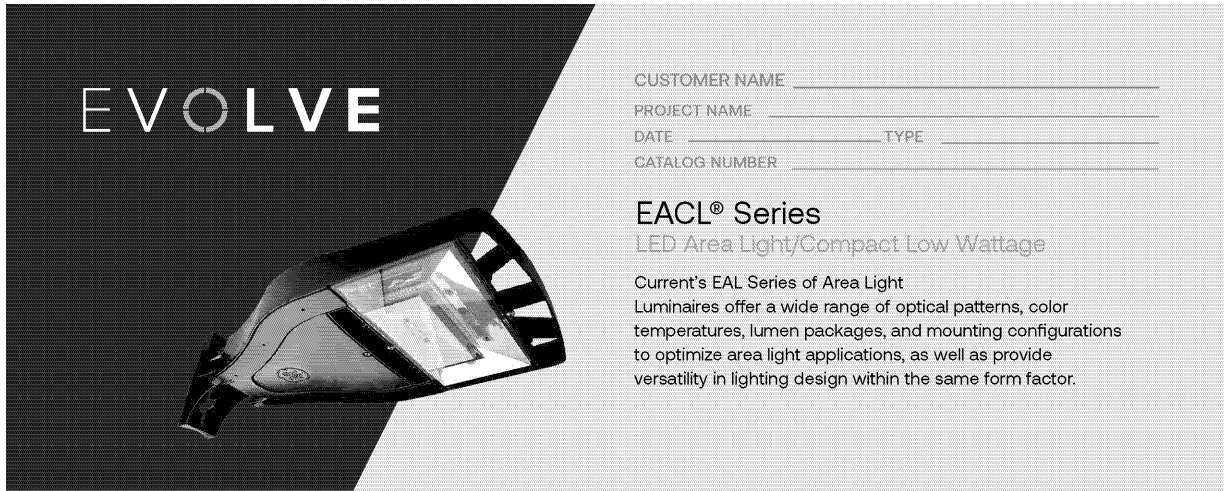 EVOLVE
CUSTOMER NAME
PROJECT NAME
DATE TYPE
CATALOG NUMBER
EACL® Series
LED Area Light/Compact Low Wattage
Current's EAL Series of Area Light
Luminaires offer a wide range of optical patterns, color
temperatures, lumen packages, and mounting configurations
to optimize area light applications, as well as provide
versatility in lighting design within the same form factor.